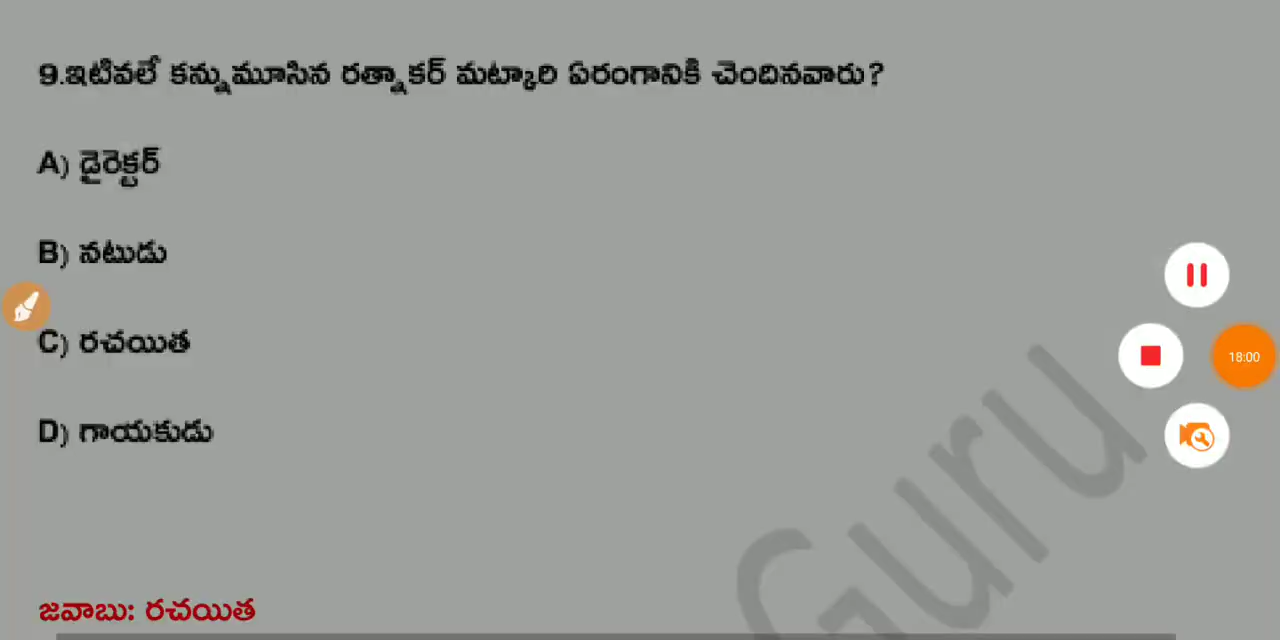 9.ఇటివలే కన్నుమూసిన రత్నాకర్ మట్కారి ఏరంగానికి చెందినవారు?
A) డైరెక్టర్
B) నటుడు
C) రచయిత
D) గాయకుడు
18:00
Guru
జవాబు: రచయిత